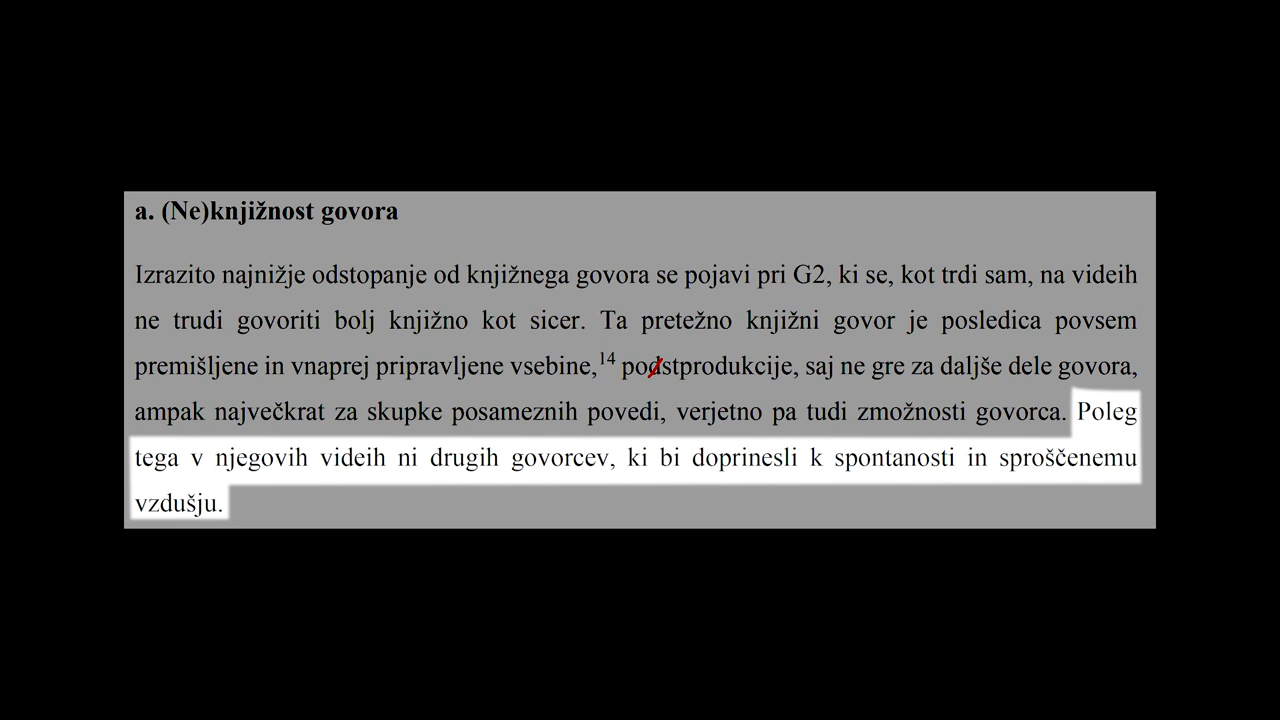 a. (Ne)knjižnost govora
Izrazito najnižje odstopanje od knjižnega govora se pojavi pri G2, ki se, kot trdi sam, na videih
ne trudi govoriti bolj knjižno kot sicer. Ta pretežno knjižni govor je posledica povsem
premišljene in vnaprej pripravljene vsebine,14 podstprodukcije, saj ne gre za daljše dele govora,
ampak največkrat za skupke posameznih povedi, verjetno pa tudi zmožnosti govorca. Poleg
tega v njegovih videih ni drugih govorcev, ki bi doprinesli k spontanosti in sproščenemu
vzdušju.